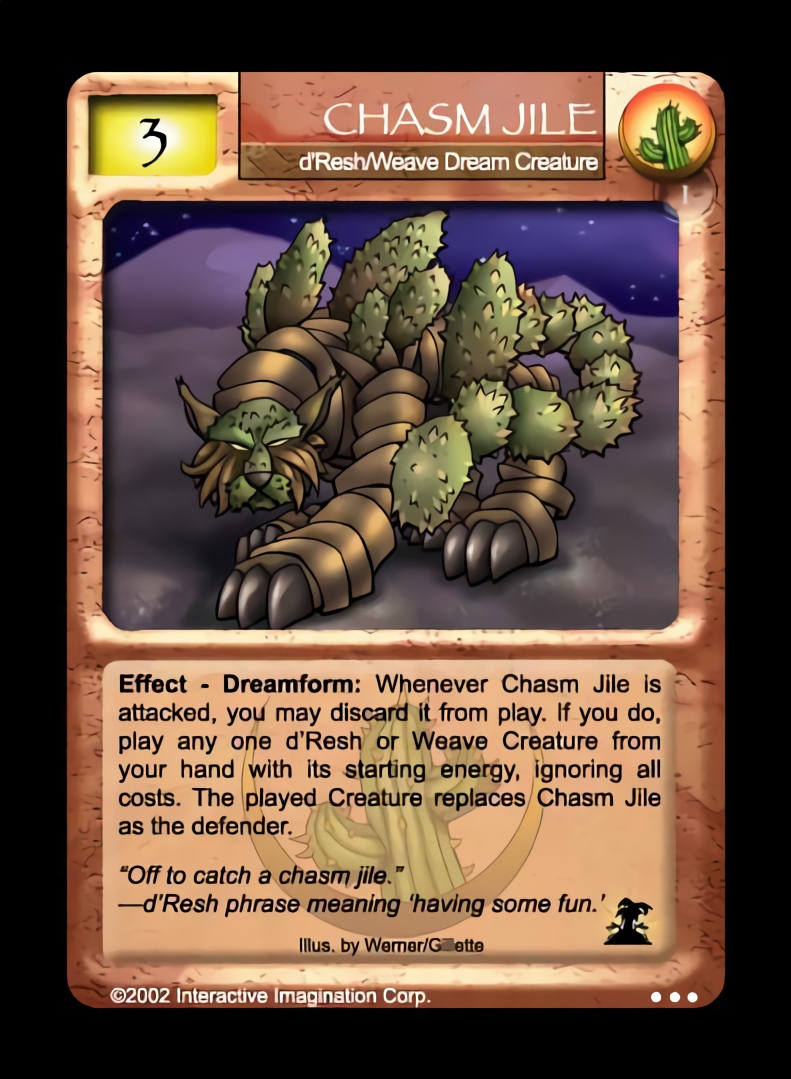 3
CHASM JILE
d'Resh/Weave Dream Creature
1
Effect - Dreamform: Whenever Chasm Jile is
attacked, you may discard it from play. If you do,
play any one d'Resh or Weave Creature from
your hand with its starting energy, ignoring all
costs. The played Creature replaces Chasm Jile
as the defender.
"Off to catch a chasm jile."
—d'Resh phrase meaning 'having some fun.'
Illus. by
©2002 Interactive Imagination Corp.